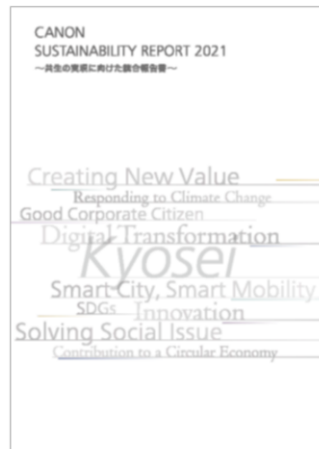 CANON
SUSTAINABILITY REPORT 2021
〜共生の実現に向けた統合報告書〜
Creating New Value
Responding to Climate Change
Good Corporate Citizen
Digital Transformation
Kyosei
Smart City, Smart Mobility
SDGs Innovation
Solving Social Issue
Contribution to a Circular Economy